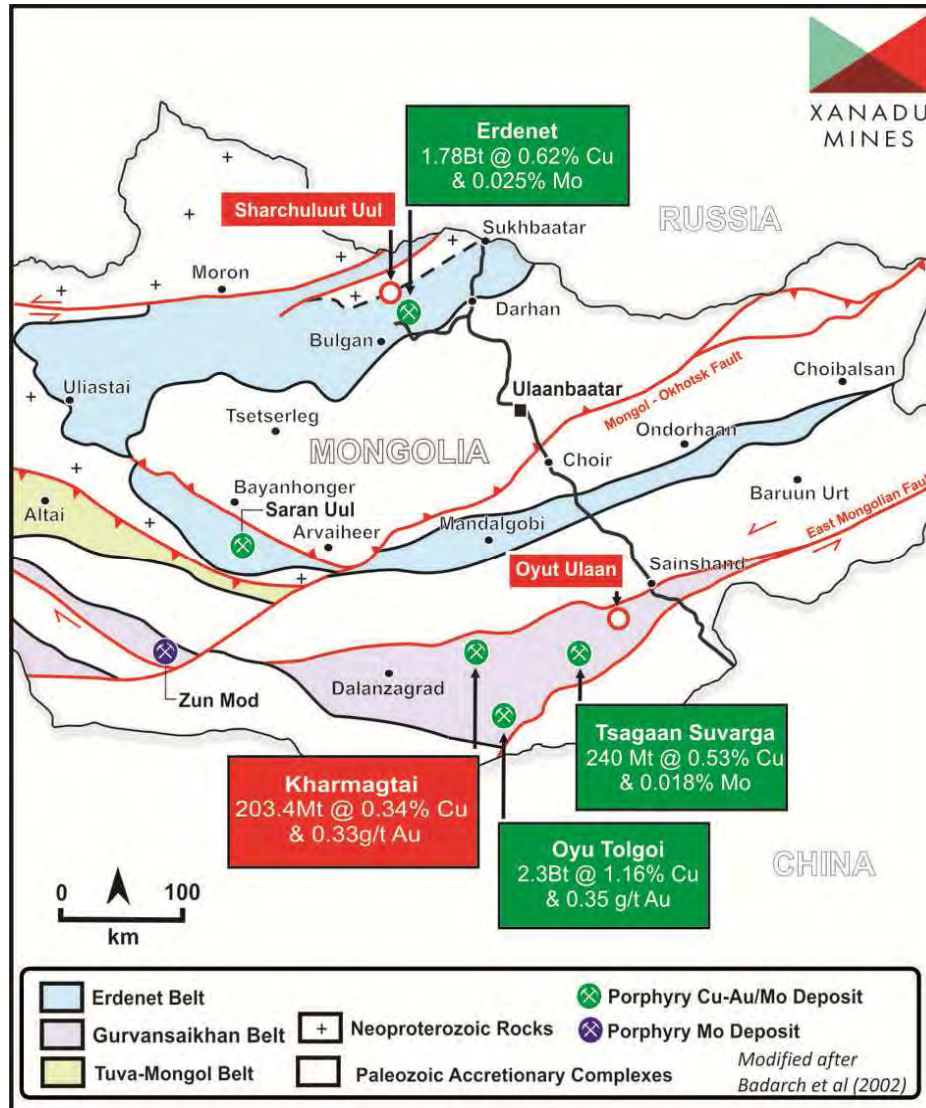 XANADU
MINES
Erdenet
1.78Bt @ 0.62% Cu
& 0.025% Mo
Sharchuluut Uul
RUSSIA
Sukhbaatar
Moron
Darhan
Bulgan
Uliastai
Ulaanbaatar
Choibalsan
Mongol - Okhotsk Fault
Tsetserleg
Ondorhaan
MONGOLIA
Choir
Bayanhonger
Saran Uul
Baruun Urt
Altai
Arvaiheer
Mandalgobi
East Mongolian Fault
Oyut Ulaan
Sainshand
Dalanzagrad
Zun Mod
Tsagaan Suvarga
240 Mt @ 0.53% Cu
& 0.018% Mo
Kharmagtai
203.4Mt @ 0.34% Cu
& 0.33g/t Au
Oyu Tolgoi
2.3Bt @ 1.16% Cu
& 0.35 g/t Au
CHINA
0 100
km
Erdenet Belt
Gurvansaikhan Belt
Tuva-Mongol Belt
+ Neoproterozoic Rocks
Paleozoic Accretionary Complexes
Porphyry Cu-Au/Mo Deposit
Porphyry Mo Deposit
Modified after
Badarch et al (2002)